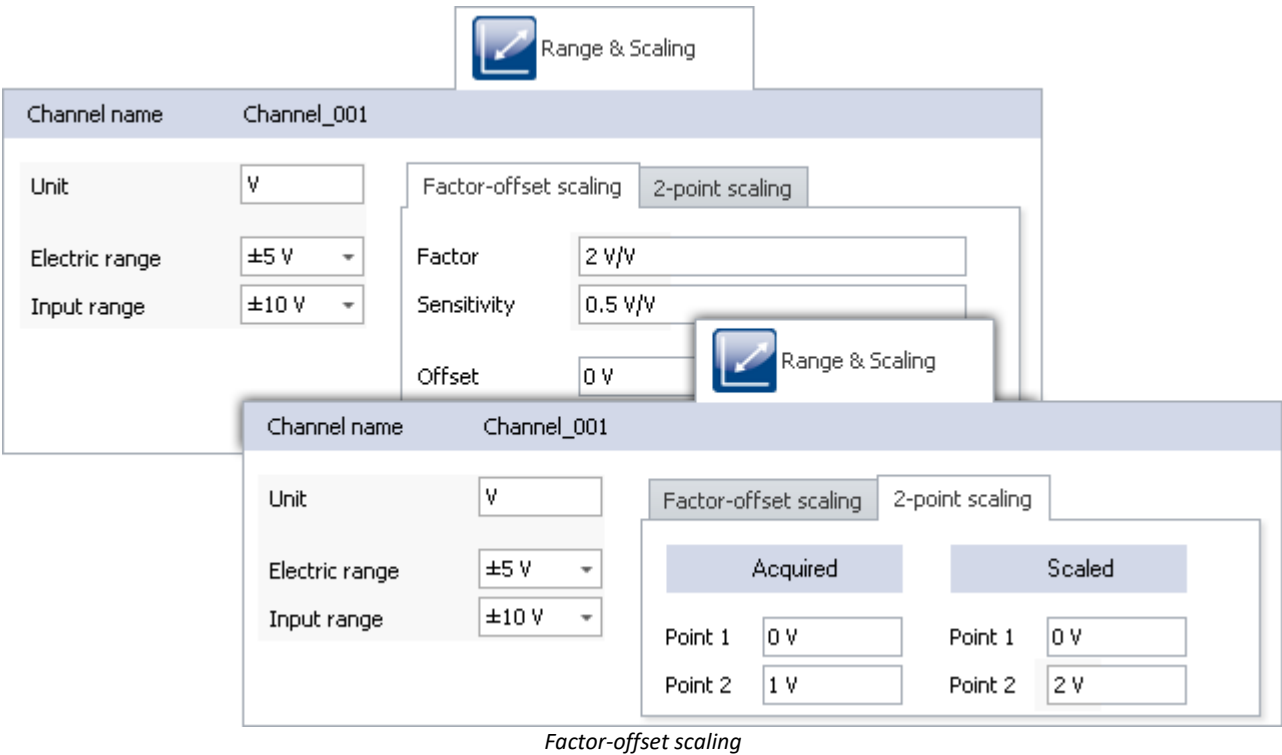 Range & Scaling
Channel name Channel_001
Unit V
Factor-offset scaling 2-point scaling
Electric range ±5 V
Factor 2 V/V
Input range ±10 V
Sensitivity 0.5 V/V
Offset 0 V
Range & Scaling
Channel name Channel_001
Unit V
Factor-offset scaling 2-point scaling
Electric range ±5 V
Acquired Scaled
Input range ±10 V
Point 1 0 V Point 1 0 V
Point 2 1 V Point 2 2 V
Factor-offset scaling